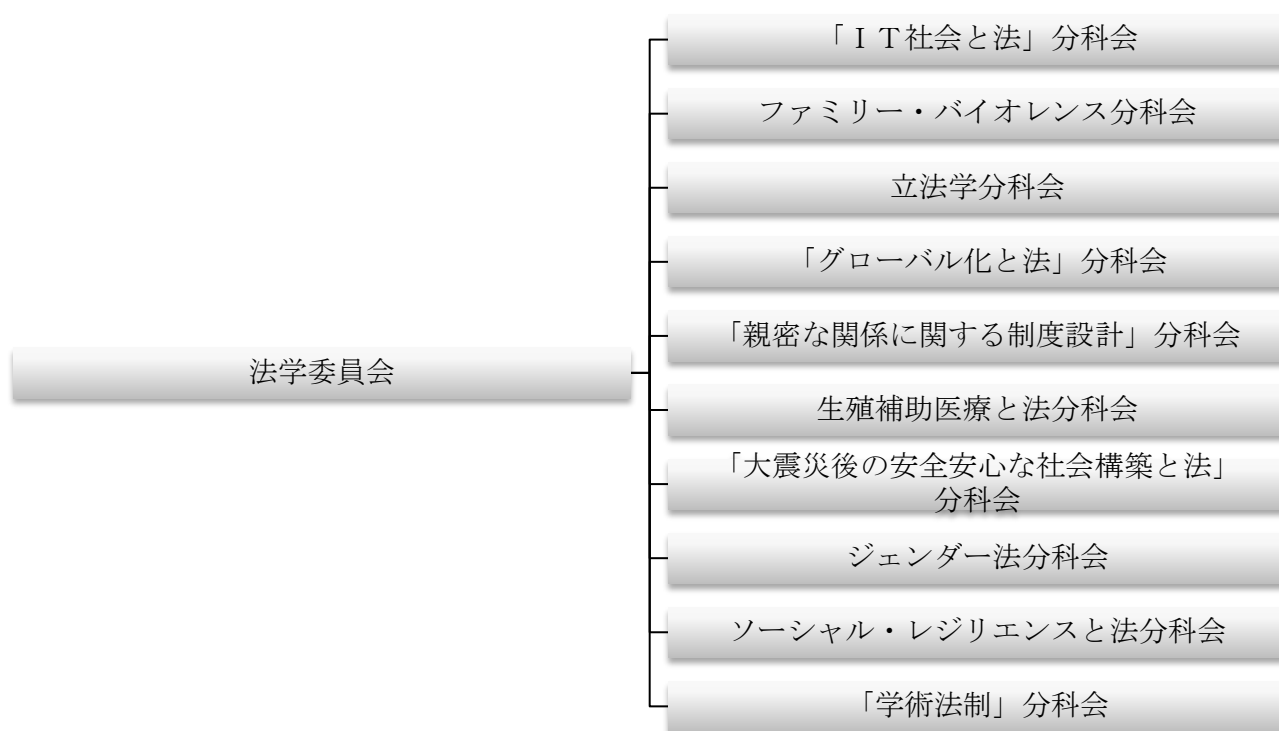 法学委員会
「ＩＴ社会と法」分科会
ファミリー・バイオレンス分科会
立法学分科会
「グローバル化と法」分科会
「親密な関係に関する制度設計」分科会
生殖補助医療と法分科会
「大震災後の安全安心な社会構築と法」
分科会
ジェンダー法分科会
ソーシャル・レジリエンスと法分科会
「学術法制」分科会